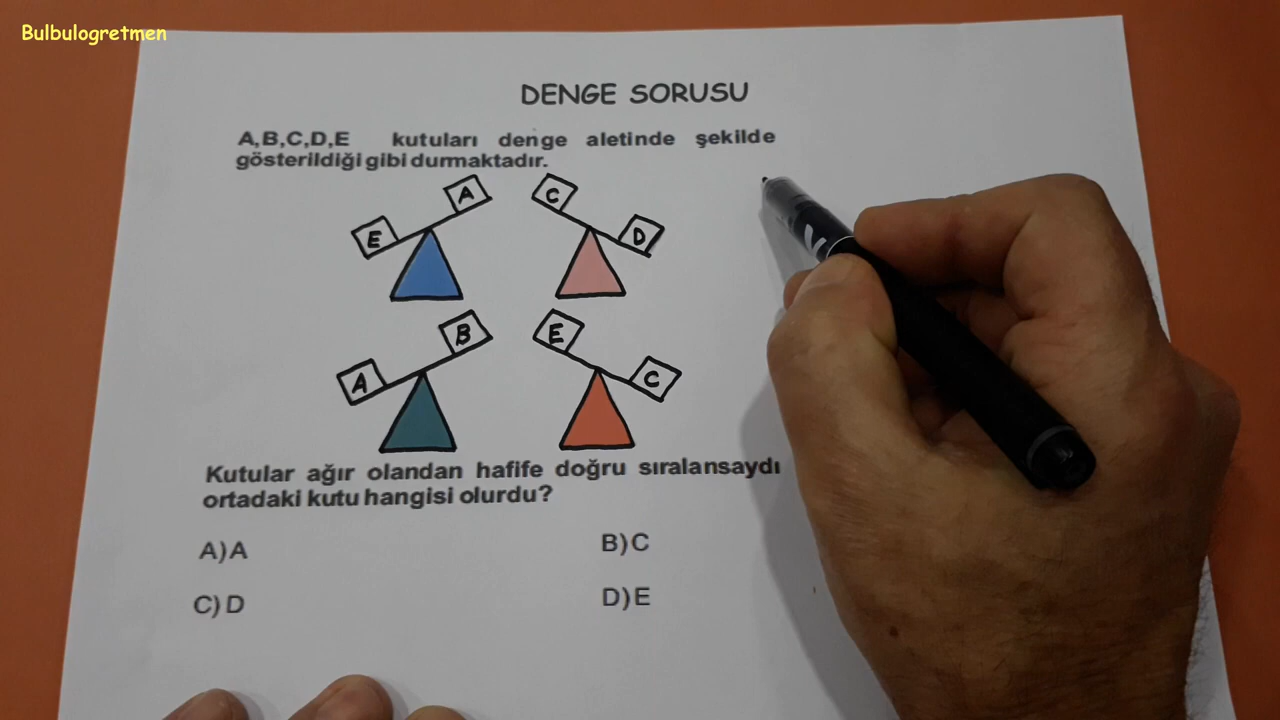 Bulbulogretmen
DENGE SORUSU
A,B,C,D,E kutuları denge aletinde şekilde
gösterildiği gibi durmaktadır.
E A C D
A B E C
Kutular ağır olandan hafife doğru sıralansaydı
ortadaki kutu hangisi olurdu?
A) A B) C
C) D D) E